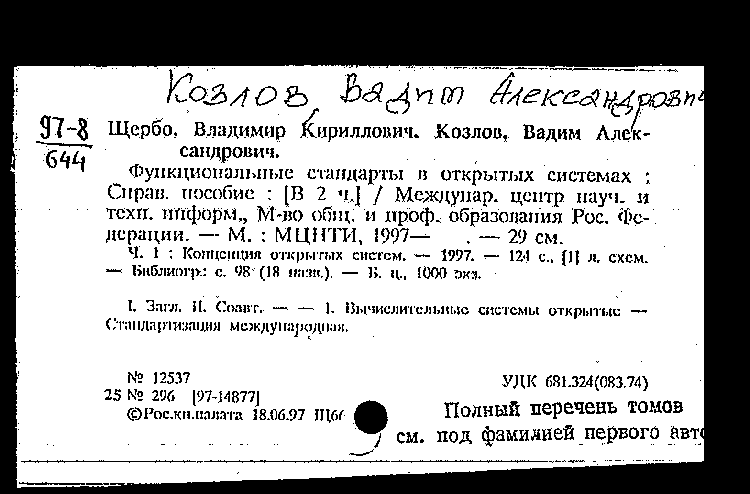 Козлов Вадим Александрович
97-8
644
Щербо, Владимир Кириллович. Козлов, Вадим Алек-
сандрович.
Функциональные стандарты в открытых системах :
Справ. пособие : [В 2 ч.] / Междунар. центр науч. и
техн. информ., М-во общ. и проф. образования Рос. Фе-
дерации. — М. : МЦНТИ, 1997— . — 29 см.
Ч. 1 : Концепция открытых систем. — 1997. — 124 с., [1] л. схем.
— Библиогр.: с. 98 (18 назв.). — Б. ц., 1000 экз.
I. Загл. II. Соавт. — — 1. Вычислительные системы открытые —
Стандартизация международная.
№ 12537
УДК 681.324(083.74)
25 № 296 [97-14877]
©Рос.кн.палата 18.06.97 Щ66
Полный перечень томов
см. под фамилией первого авто